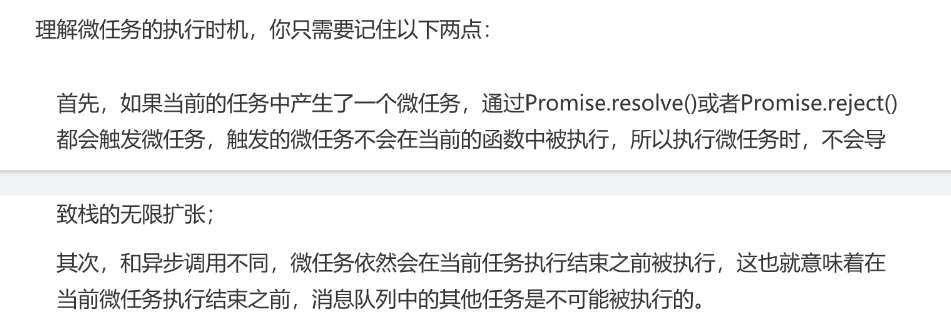 理解微任务的执行时机，你只需要记住以下两点：
首先，如果当前的任务中产生了一个微任务，通过Promise.resolve()或者Promise.reject()
都会触发微任务，触发的微任务不会在当前的函数中被执行，所以执行微任务时，不会导
致栈的无限扩张；
其次，和异步调用不同，微任务依然会在当前任务执行结束之前被执行，这也就意味着在
当前微任务执行结束之前，消息队列中的其他任务是不可能被执行的。